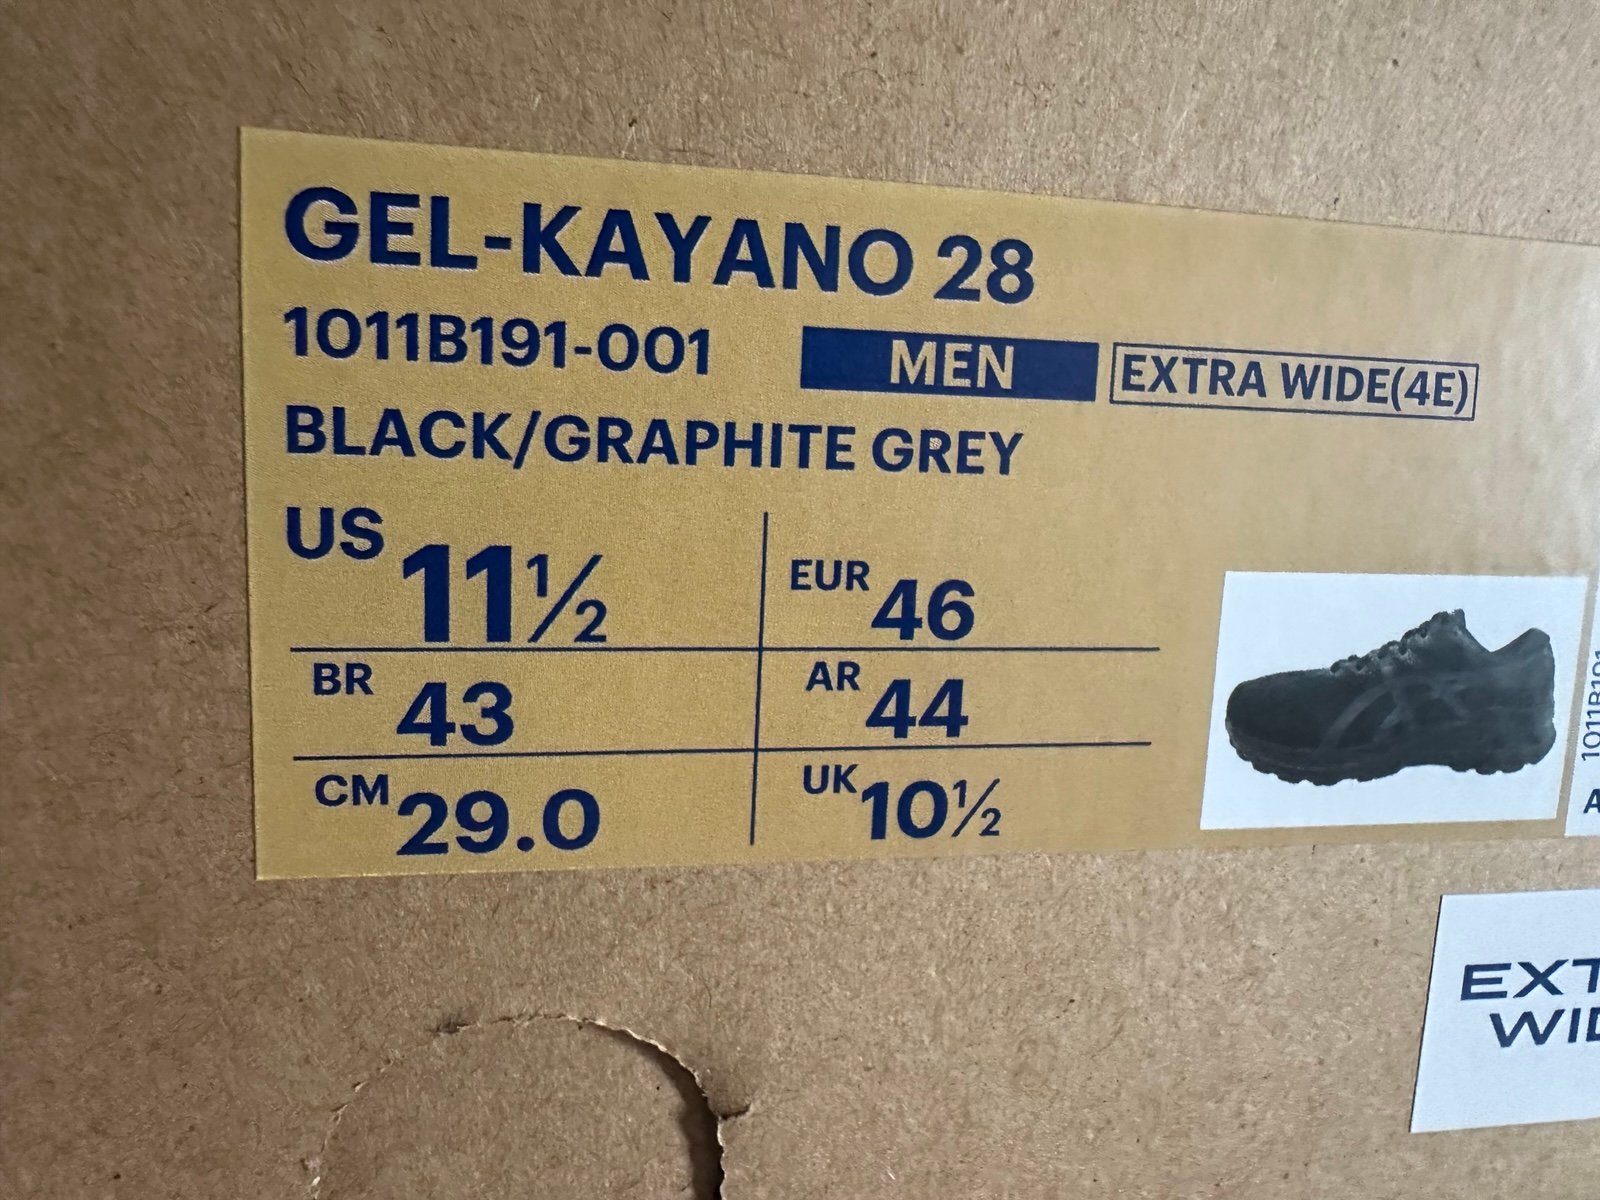 GEL-KAYANO 28
1011B191-001 MEN EXTRA WIDE(4E)
BLACK/GRAPHITE GREY
US 11½ EUR 46
BR 43 AR 44
CM 29.0 UK 10½